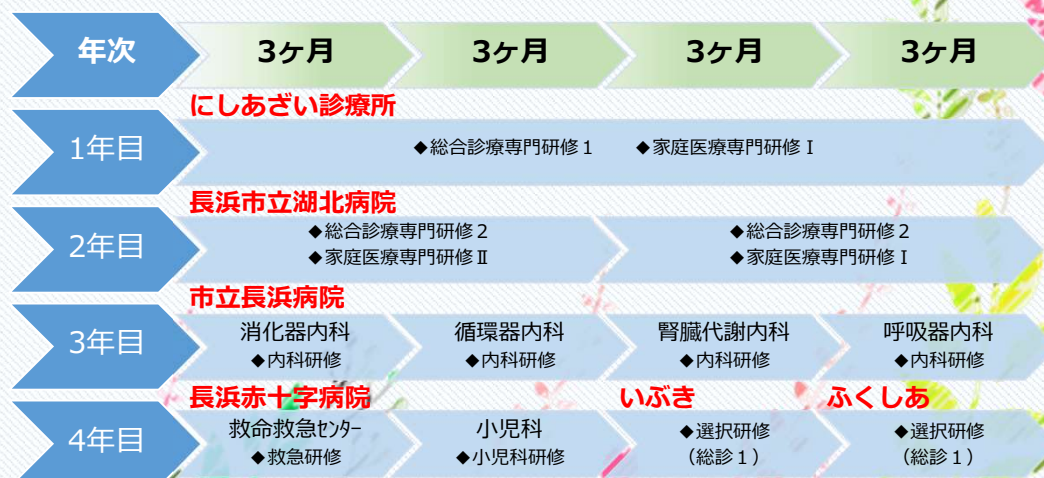 年次 3ヶ月 3ヶ月 3ヶ月 3ヶ月
にしあざい診療所
1年目 ◆総合診療専門研修１ ◆家庭医療専門研修Ⅰ
長浜市立湖北病院
2年目
◆総合診療専門研修２ ◆総合診療専門研修２
◆家庭医療専門研修Ⅱ ◆家庭医療専門研修Ⅰ
市立長浜病院
3年目
消化器内科 循環器内科 腎臓代謝内科 呼吸器内科
◆内科研修 ◆内科研修 ◆内科研修 ◆内科研修
長浜赤十字病院 いぶき ふくしあ
4年目
救命救急ｾﾝﾀｰ 小児科 ◆選択研修 ◆選択研修
◆救急研修 ◆小児科研修 （総診１） （総診１）